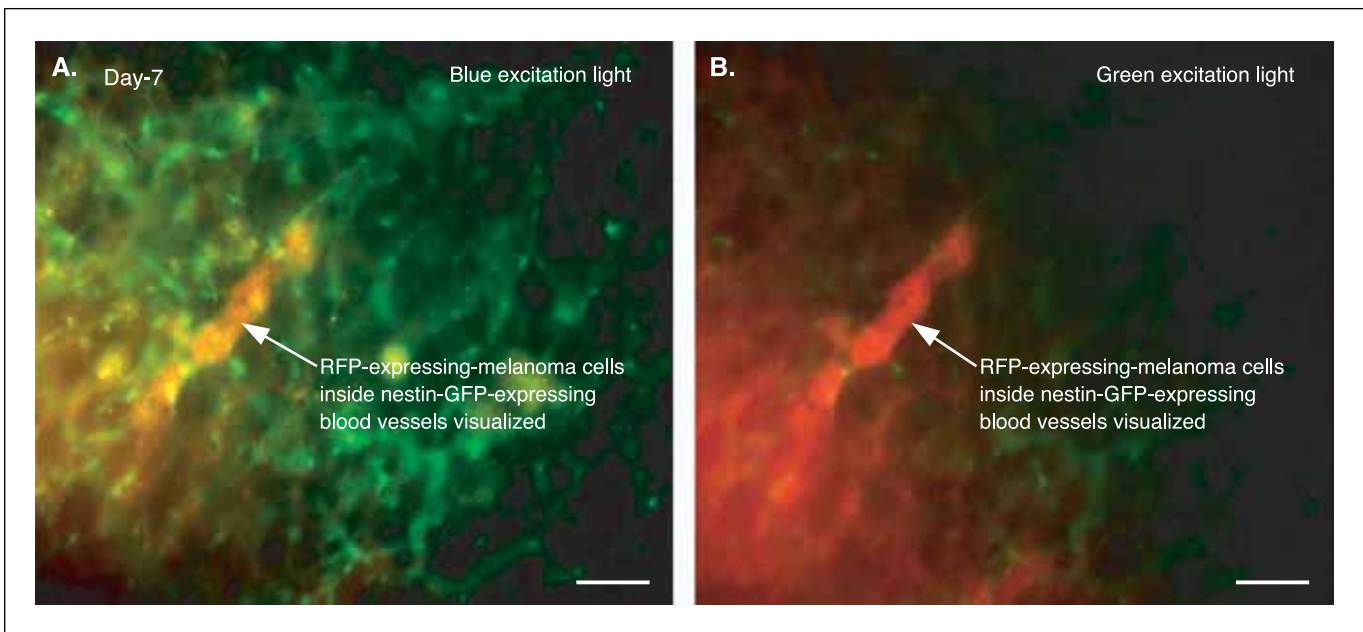 A.
Day-7
Blue excitation light
RFP-expressing-melanoma cells
inside nestin-GFP-expressing
blood vessels visualized
B.
Green excitation light
RFP-expressing-melanoma cells
inside nestin-GFP-expressing
blood vessels visualized